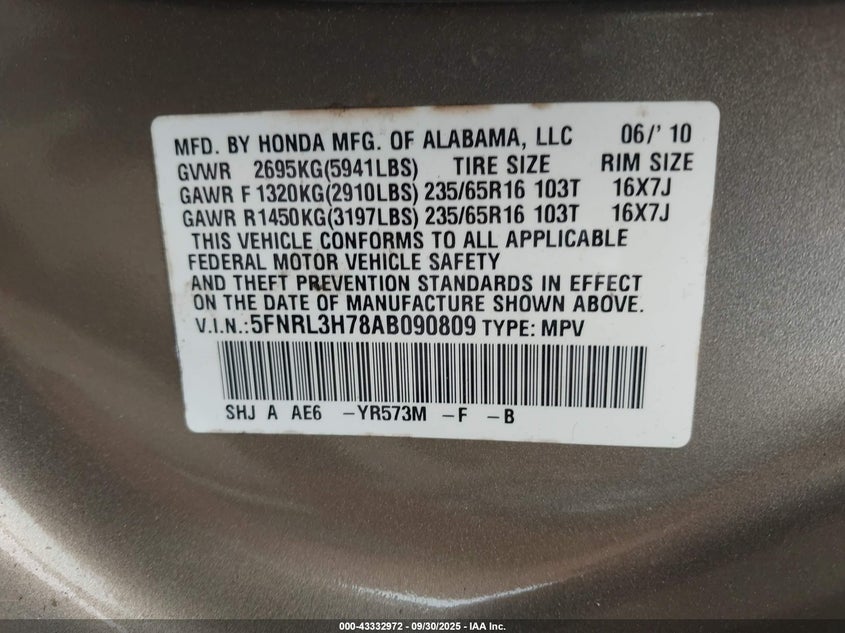 MFD. BY HONDA MFG. OF ALABAMA, LLC 06/' 10
GVWR 2695KG(5941LBS) TIRE SIZE RIM SIZE
GAWR F 1320KG(2910LBS) 235/65R16 103T 16X7J
GAWR R1450KG(3197LBS) 235/65R16 103T 16X7J
THIS VEHICLE CONFORMS TO ALL APPLICABLE
FEDERAL MOTOR VEHICLE SAFETY
AND THEFT PREVENTION STANDARDS IN EFFECT
ON THE DATE OF MANUFACTURE SHOWN ABOVE.
V.I.N.:5FNRL3H78AB090809 TYPE: MPV
SHJ A AE6 -YR573M -F -B
000-43332972 - 09/30/2025 - IAA Inc.